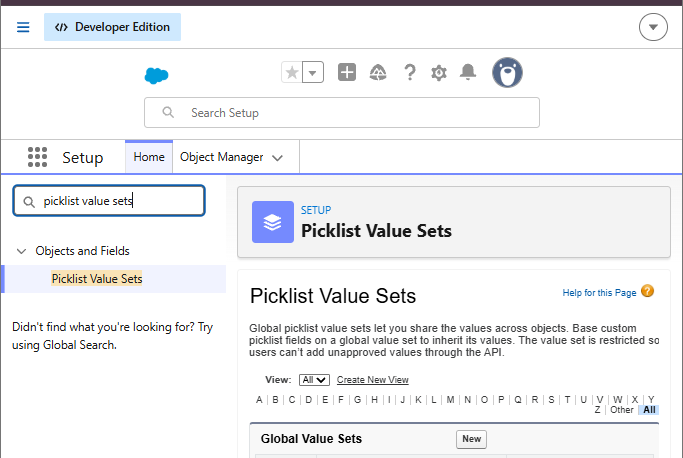 Developer Edition
Search Setup
Setup
Home
Object Manager
picklist value sets
Objects and Fields
Picklist Value Sets
Didn't find what you're looking for? Try
using Global Search.
SETUP
Picklist Value Sets
Picklist Value Sets
Help for this Page
Global picklist value sets let you share the values across objects. Base custom
picklist fields on a global value set to inherit its values. The value set is restricted so
users can't add unapproved values through the API.
View: All Create New View
A | B | C | D | E | F | G | H | I | J | K | L | M | N | O | P | Q | R | S | T | U | V | W | X | Y |
Z | Other | All
Global Value Sets
New